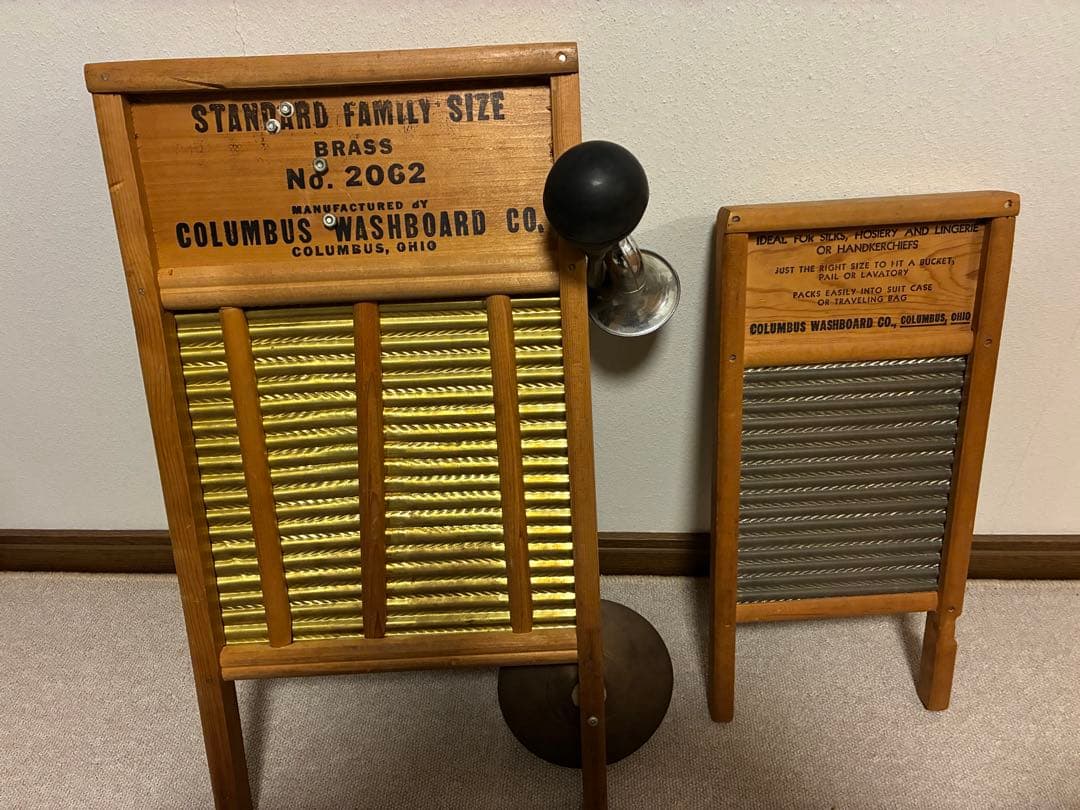 STANDARD FAMILY SIZE
BRASS
No. 2062
MANUFACTURED BY
COLUMBUS WASHBOARD CO.
COLUMBUS, OHIO
IDEAL FOR SILKS, HOSIERY AND LINGERIE
OR HANDKERCHIEFS
JUST THE RIGHT SIZE TO FIT A BUCKET,
PAIL OR LAVATORY
PACKS EASILY INTO SUIT CASE
OR TRAVELING BAG
COLUMBUS WASHBOARD CO., COLUMBUS, OHIO